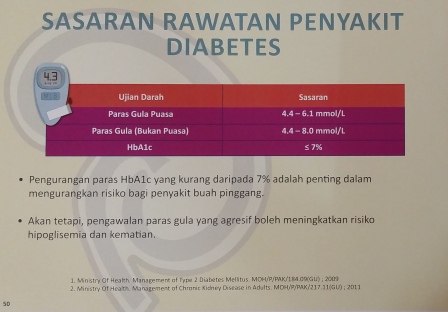 SASARAN RAWATAN PENYAKIT
DIABETES
4.3
Ujian Darah Sasaran
Paras Gula Puasa 4.4 – 6.1 mmol/L
Paras Gula (Bukan Puasa) 4.4 – 8.0 mmol/L
HbA1c ≤ 7%
• Pengurangan paras HbA1c yang kurang daripada 7% adalah penting dalam
mengurangkan risiko bagi penyakit buah pinggang.
• Akan tetapi, pengawalan paras gula yang agresif boleh meningkatkan risiko
hipoglisemia dan kematian.
1. Ministry Of Health. Management of Type 2 Diabetes Mellitus. MOH/P/PAK/184.09(GU) ; 2009
2. Ministry Of Health. Management of Chronic Kidney Disease in Adults. MOH/P/PAK/217.11(GU) ; 2011
50